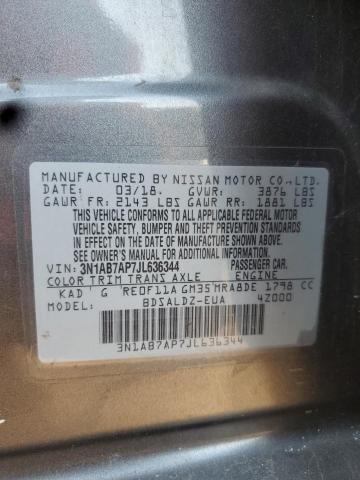 MANUFACTURED BY NISSAN MOTOR CO.,LTD.
DATE: 03/18. GVWR: 3876 LBS
GAWR FR: 2143 LBS GAWR RR: 1881 LBS
THIS VEHICLE CONFORMS TO ALL APPLICABLE FEDERAL MOTOR
VEHICLE SAFETY, BUMPER AND THEFT PREVENTION STANDARDS
IN EFFECT ON THE DATE OF MANUFACTURE SHOWN ABOVE.
SEE OWNER'S MANUAL FOR ADDITIONAL INFORMATION.
VIN: 3N1AB7AP7JL636344 PASSENGER CAR.
COLOR TRIM TRANS AXLE ENGINE
KAD G RE0F11A GM35 MRA8DE 1798 CC
MODEL: BDSALDZ-EUA 4Z000
3N1AB7AP7JL636344